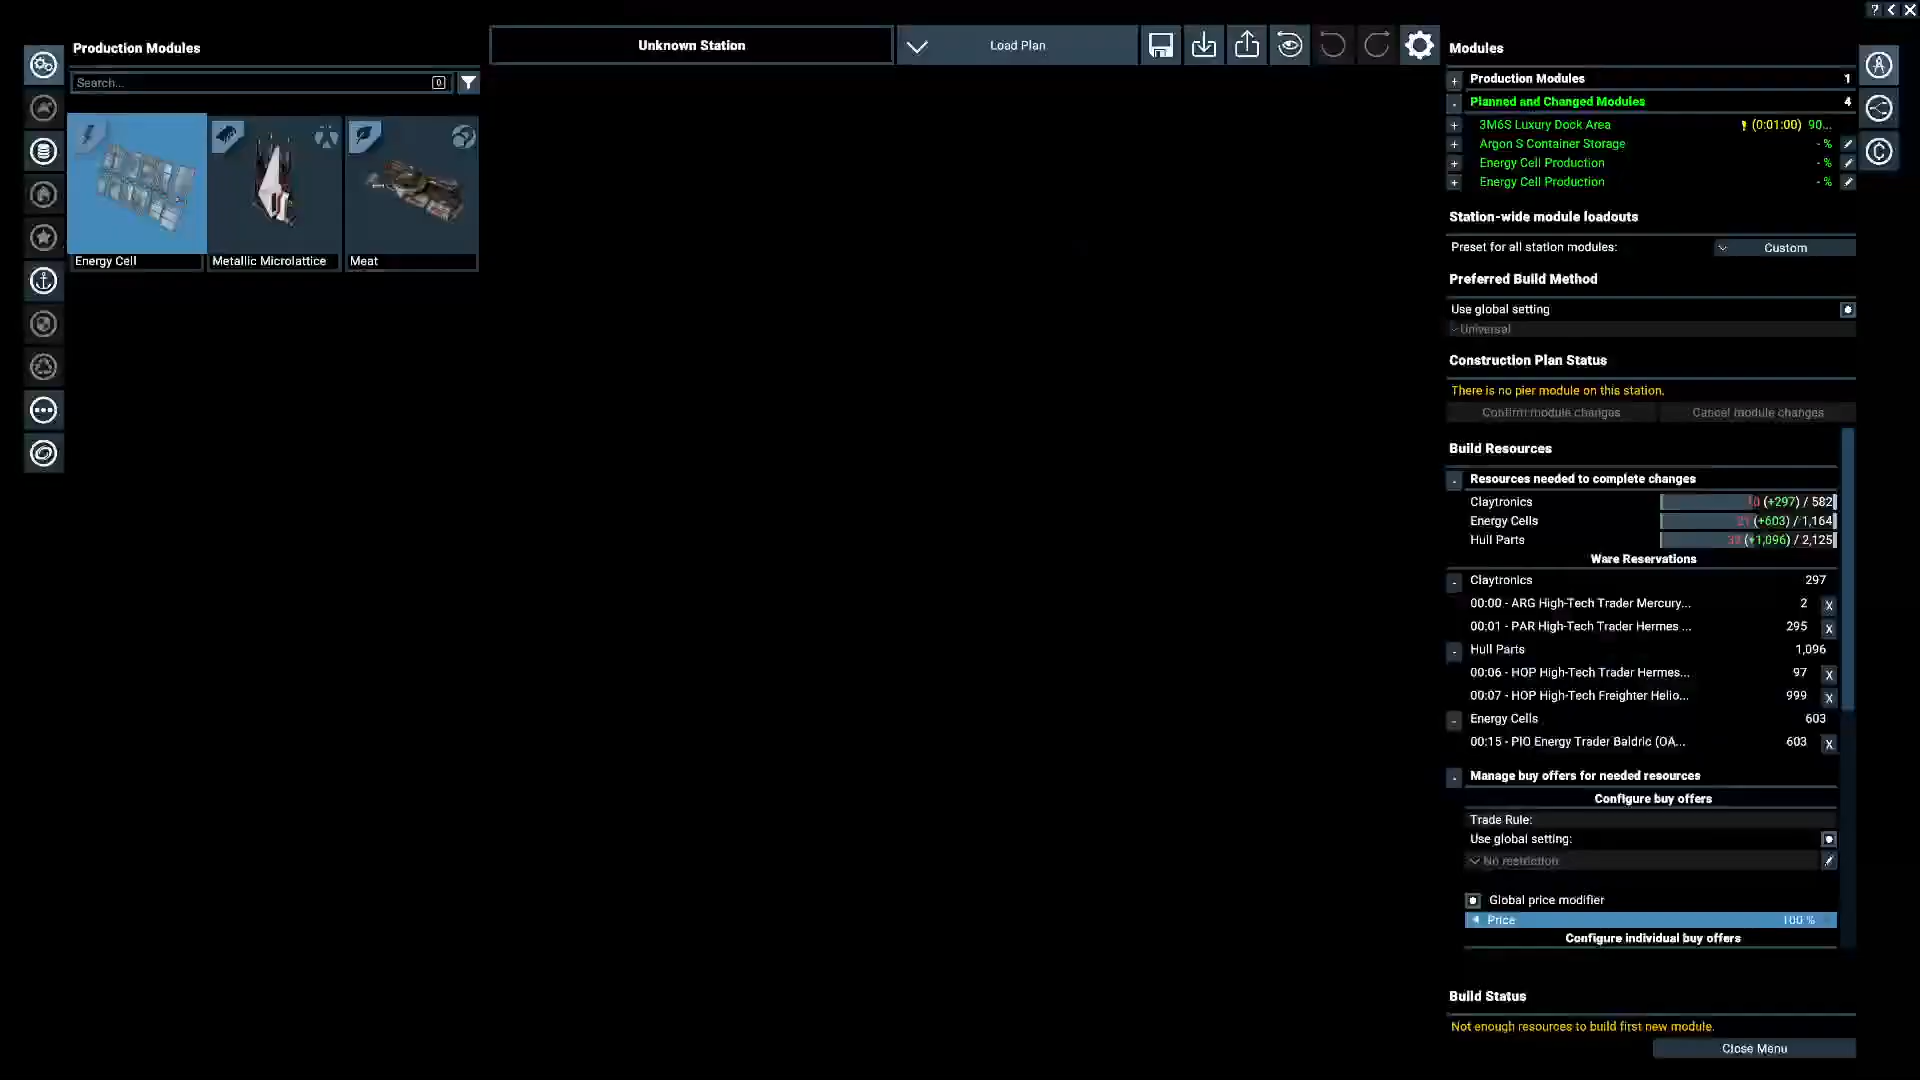 Production Modules
Search...
0
Energy Cell
Metallic Microlattice
Meat
Unknown Station
Load Plan
?
Modules
+ Production Modules 1
- Planned and Changed Modules 4
+ 3M6S Luxury Dock Area ! (0:01:00) 90...
+ Argon S Container Storage - %
+ Energy Cell Production - %
+ Energy Cell Production - %
Station-wide module loadouts
Preset for all station modules: Custom
Preferred Build Method
Use global setting
Universal
Construction Plan Status
There is no pier module on this station.
Confirm module changes Cancel module changes
Build Resources
- Resources needed to complete changes
Claytronics (+297) / 582
Energy Cells (+603) / 1,164
Hull Parts (+1,096) / 2,125
Ware Reservations
- Claytronics 297
00:00 - ARG High-Tech Trader Mercury... 2 X
00:01 - PAR High-Tech Trader Hermes ... 295 X
- Hull Parts 1,096
00:06 - HOP High-Tech Trader Hermes... 97 X
00:07 - HOP High-Tech Freighter Helio... 999 X
- Energy Cells 603
00:15 - PIO Energy Trader Baldric (OA... 603 X
- Manage buy offers for needed resources
Configure buy offers
Trade Rule:
Use global setting:
No restriction
Global price modifier
Price 100 %
Configure individual buy offers
Build Status
Not enough resources to build first new module.
Close Menu